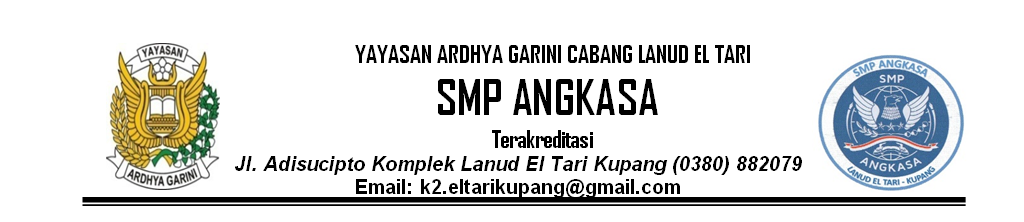 YAYASAN ARDHYA GARINI CABANG LANUD EL TARI
SMP ANGKASA
Terakreditasi
Jl. Adisucipto Komplek Lanud El Tari Kupang (0380) 882079
Email: k2.eltarikupang@gmail.com
YAYASAN
ARDHYA GARINI
SMP ANGKASA
SMP
ANGKASA
LANUD EL TARI - KUPANG